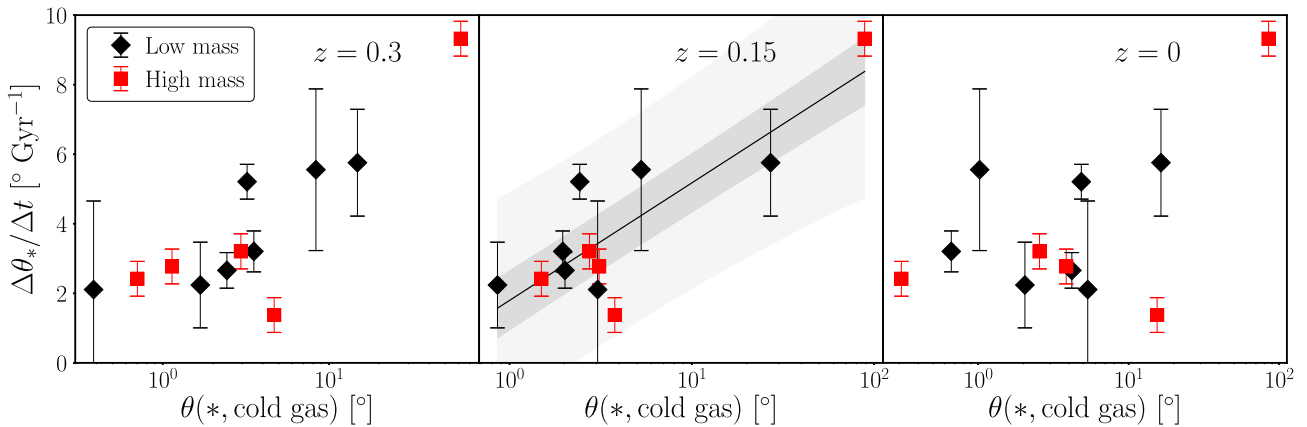 10
8
6
4
2
0
Δθ∗/Δt [° Gyr⁻¹]
Low mass
High mass
z = 0.3
z = 0.15
z = 0
10⁰ 10¹
10⁰ 10¹ 10²
10⁰ 10¹ 10²
θ(∗, cold gas) [°]
θ(∗, cold gas) [°]
θ(∗, cold gas) [°]